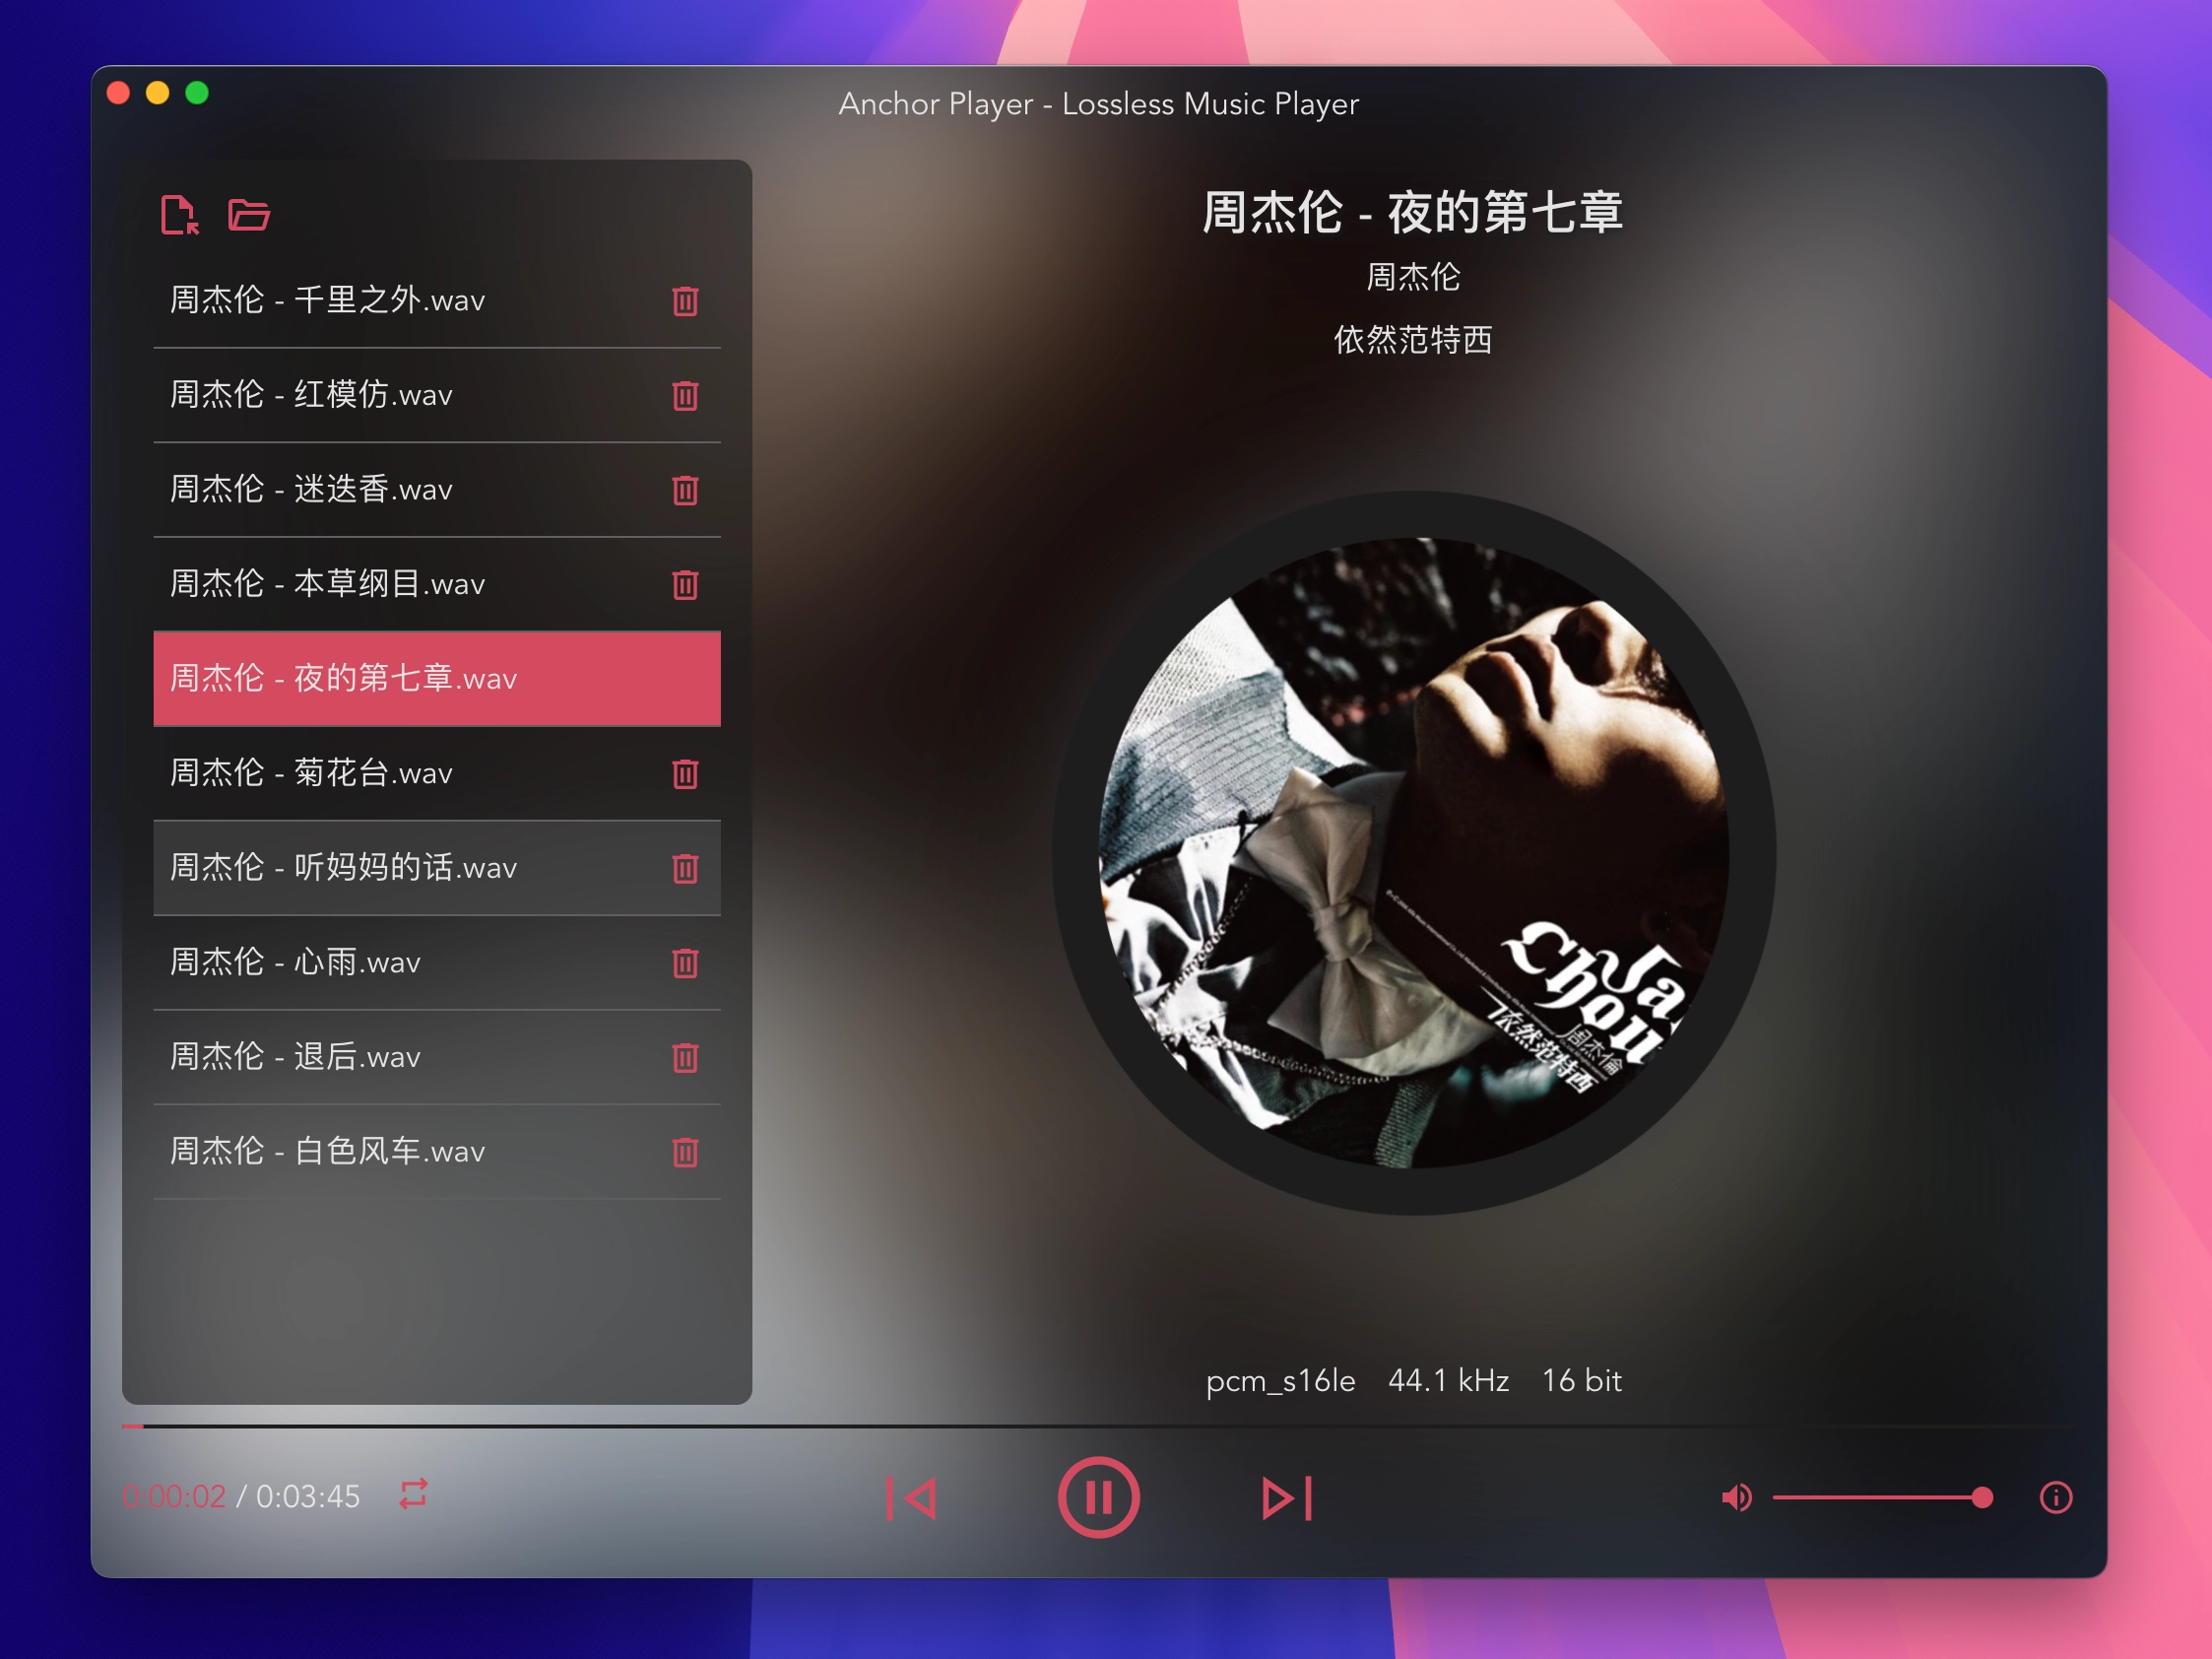 Anchor Player - Lossless Music Player
周杰伦 - 千里之外.wav
周杰伦 - 红模仿.wav
周杰伦 - 迷迭香.wav
周杰伦 - 本草纲目.wav
周杰伦 - 夜的第七章.wav
周杰伦 - 菊花台.wav
周杰伦 - 听妈妈的话.wav
周杰伦 - 心雨.wav
周杰伦 - 退后.wav
周杰伦 - 白色风车.wav
周杰伦 - 夜的第七章
周杰伦
依然范特西
Ja
Chou
周杰倫
依然范特西
pcm_s16le 44.1 kHz 16 bit
0:00:02 / 0:03:45